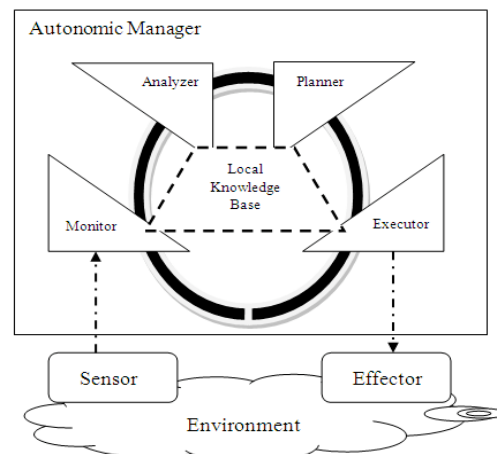 Autonomic Manager
Analyzer
Planner
Local
Knowledge
Base
Monitor
Executor
Sensor
Effector
Environment